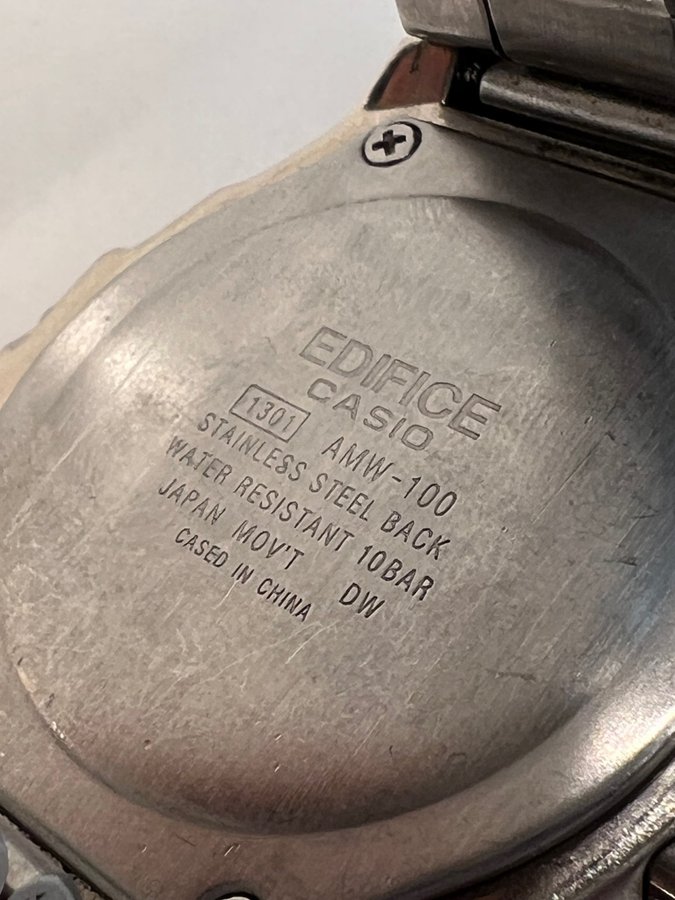 EDIFICE
CASIO
1301 AMW-100
STAINLESS STEEL BACK
WATER RESISTANT 10BAR
JAPAN MOV'T DW
CASED IN CHINA